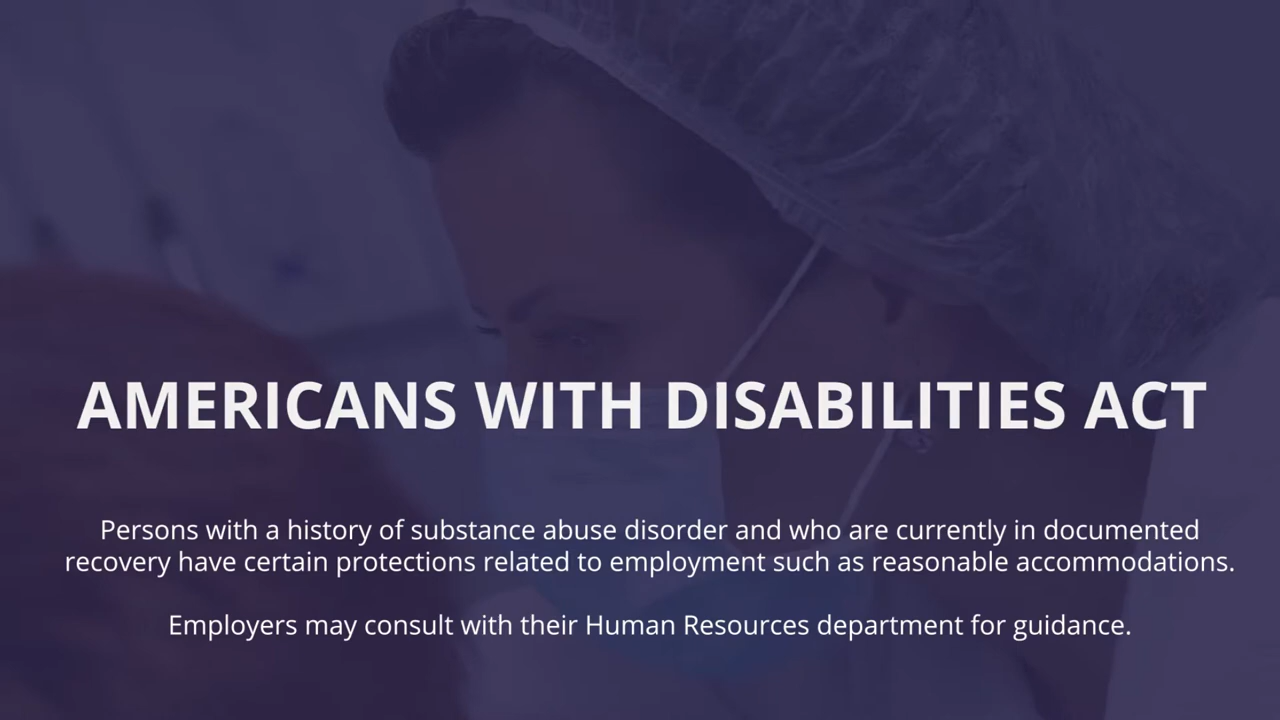 AMERICANS WITH DISABILITIES ACT
Persons with a history of substance abuse disorder and who are currently in documented
recovery have certain protections related to employment such as reasonable accommodations.
Employers may consult with their Human Resources department for guidance.